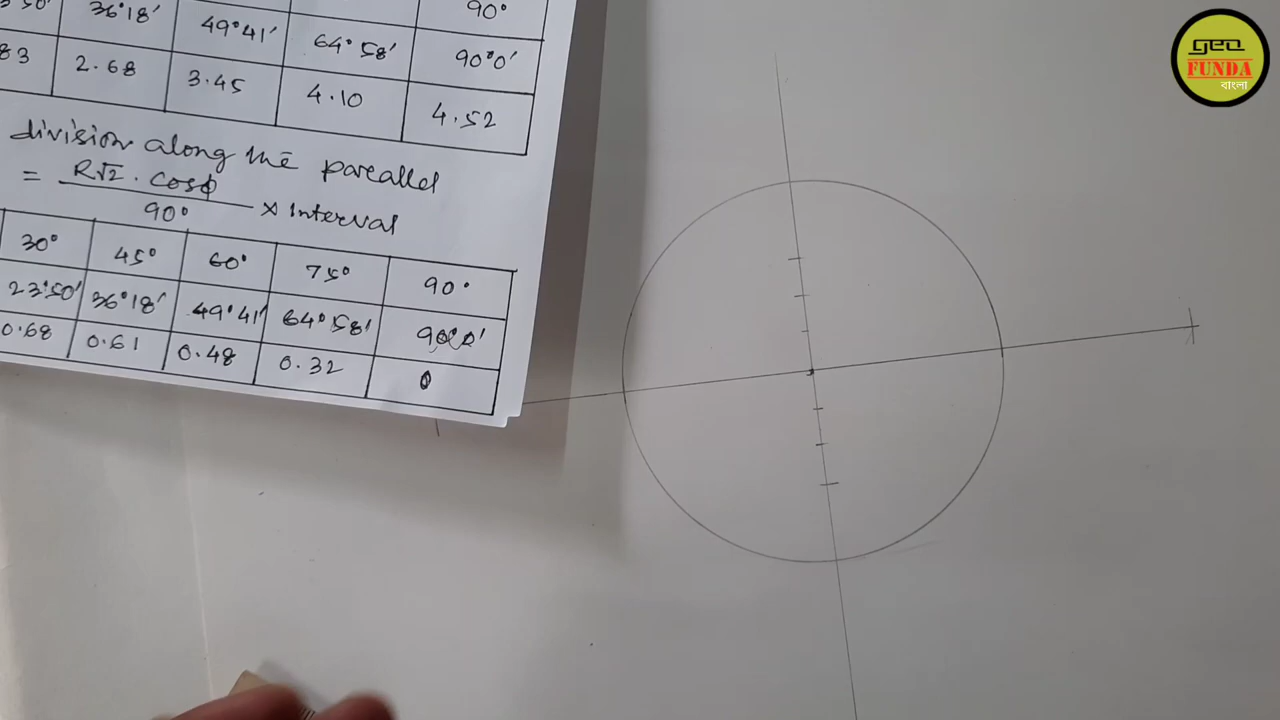 90°
36°18′ 49°41′ 64°58′ 90°0′
83 2.68 3.45 4.10 4.52
division along the parallel
= R√2 . cosϕ / 90° × Interval
30° 45° 60° 75° 90°
23°50′ 36°18′ 49°41′ 64°58′ 90°0′
0.68 0.61 0.48 0.32 0
geo
FUNDA
বাংলা